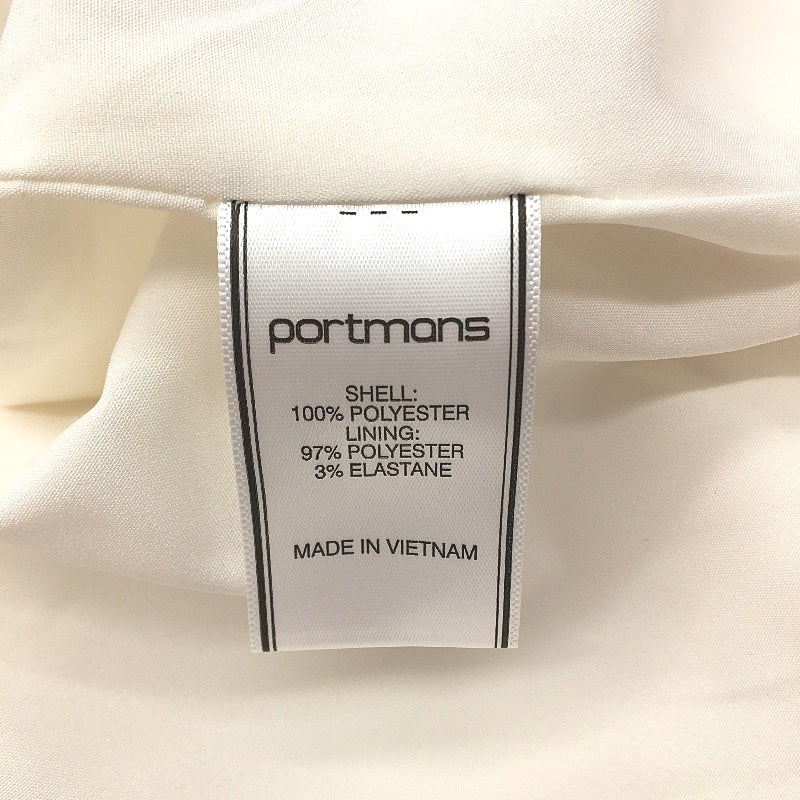 portmans
SHELL:
100% POLYESTER
LINING:
97% POLYESTER
3% ELASTANE
MADE IN VIETNAM